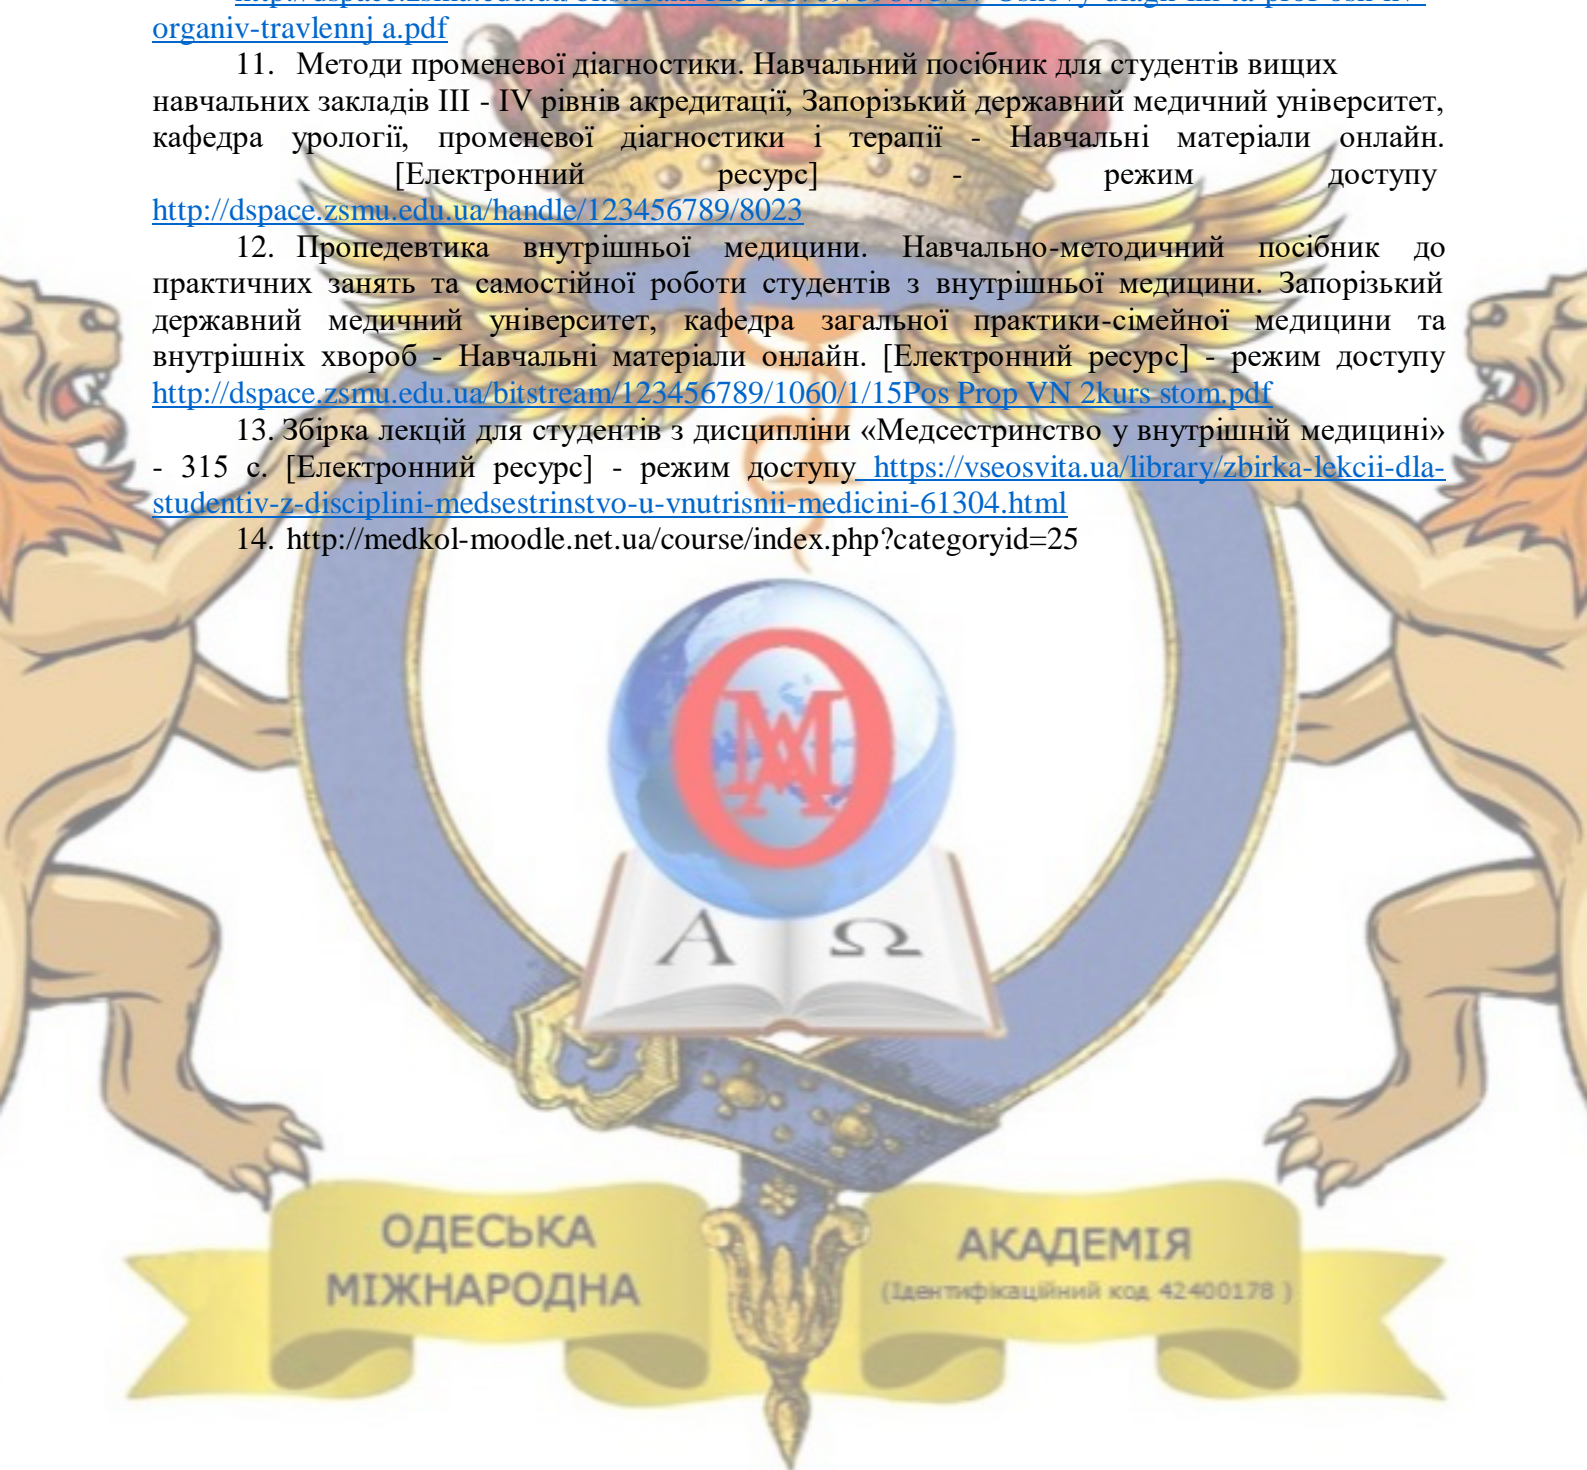 organiv-travlennj a.pdf
11. Методи променевої діагностики. Навчальний посібник для студентів вищих
навчальних закладів III - IV рівнів акредитації, Запорізький державний медичний університет,
кафедра урології, променевої діагностики і терапії - Навчальні матеріали онлайн.
[Електронний ресурс] - режим доступу
http://dspace.zsmu.edu.ua/handle/123456789/8023
12. Пропедевтика внутрішньої медицини. Навчально-методичний посібник до
практичних занять та самостійної роботи студентів з внутрішньої медицини. Запорізький
державний медичний університет, кафедра загальної практики-сімейної медицини та
внутрішніх хвороб - Навчальні матеріали онлайн. [Електронний ресурс] - режим доступу
http://dspace.zsmu.edu.ua/bitstream/123456789/1060/1/15Pos Prop VN 2kurs stom.pdf
13. Збірка лекцій для студентів з дисципліни «Медсестринство у внутрішній медицині»
- 315 с. [Електронний ресурс] - режим доступу https://vseosvita.ua/library/zbirka-lekcii-dla-
studentiv-z-disciplini-medsestrinstvo-u-vnutrisnii-medicini-61304.html
14. http://medkol-moodle.net.ua/course/index.php?categoryid=25
ОМА
Α Ω
ОДЕСЬКА
МІЖНАРОДНА
АКАДЕМІЯ
(Ідентифікаційний код 42400178 )